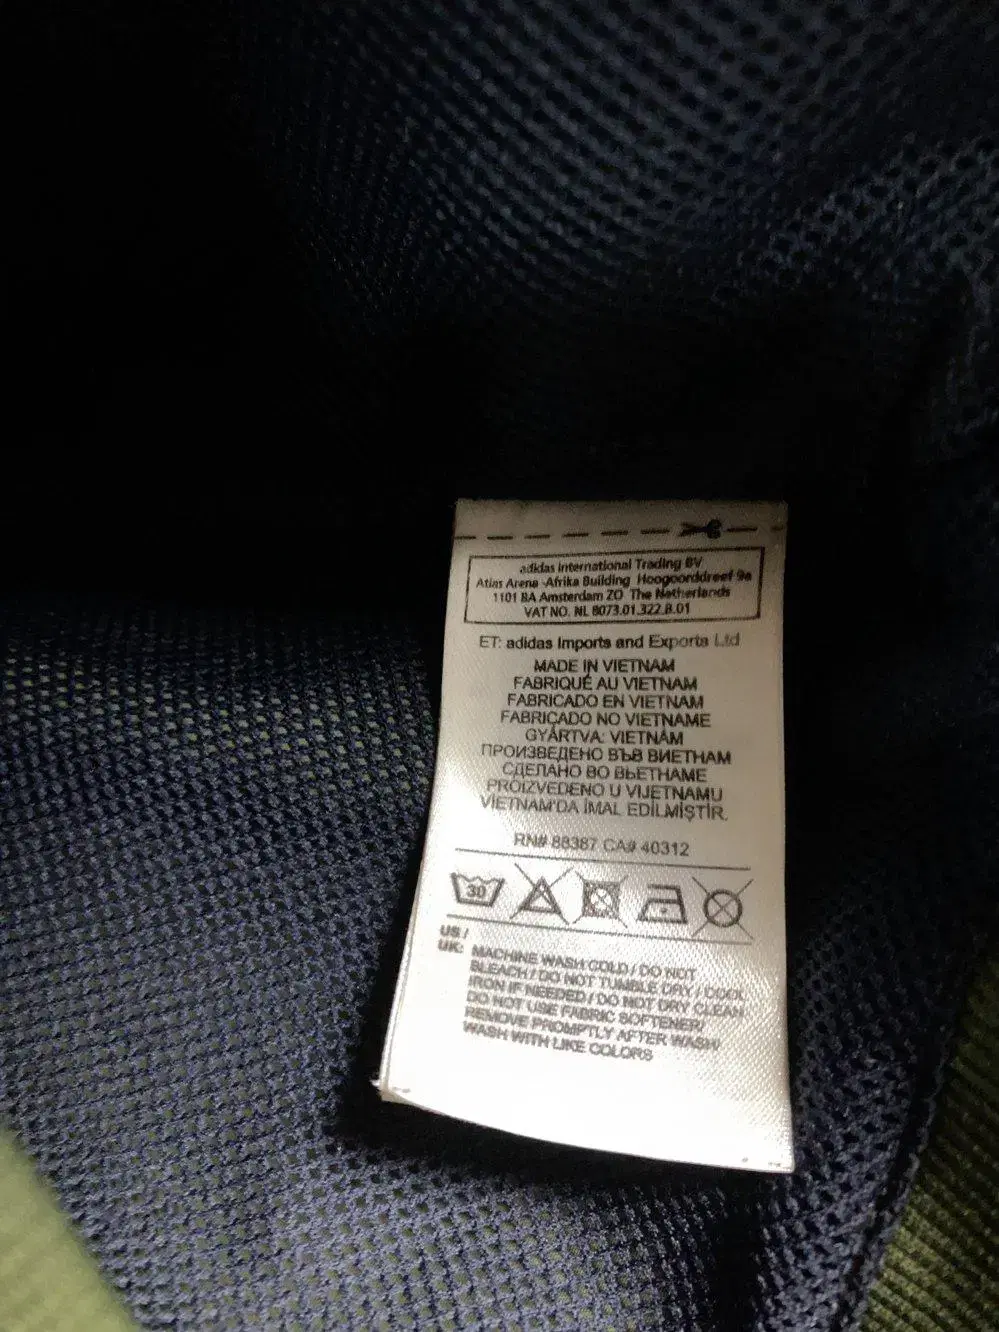 adidas International Trading BV
Atlas Arena -Afrika Building Hoogoorddreef 9a
1101 BA Amsterdam ZO The Netherlands
VAT NO. NL 8073.01.322.B.01
ET: adidas Imports and Exports Ltd
MADE IN VIETNAM
FABRIQUÉ AU VIETNAM
FABRICADO EN VIETNAM
FABRICADO NO VIETNAME
GYÁRTVA: VIETNÁM
ПРОИЗВЕДЕНО ВЪВ ВИЕТНАМ
СДЕЛАНО ВО ВЬЕТНАМЕ
PROIZVEDENO U VIJETNAMU
VİETNAM'DA İMAL EDİLMİŞTİR.
RN# 88387 CA# 40312
30
US /
UK: MACHINE WASH COLD / DO NOT
BLEACH / DO NOT TUMBLE DRY / COOL
IRON IF NEEDED / DO NOT DRY CLEAN
DO NOT USE FABRIC SOFTENER/
REMOVE PROMPTLY AFTER WASH/
WASH WITH LIKE COLORS